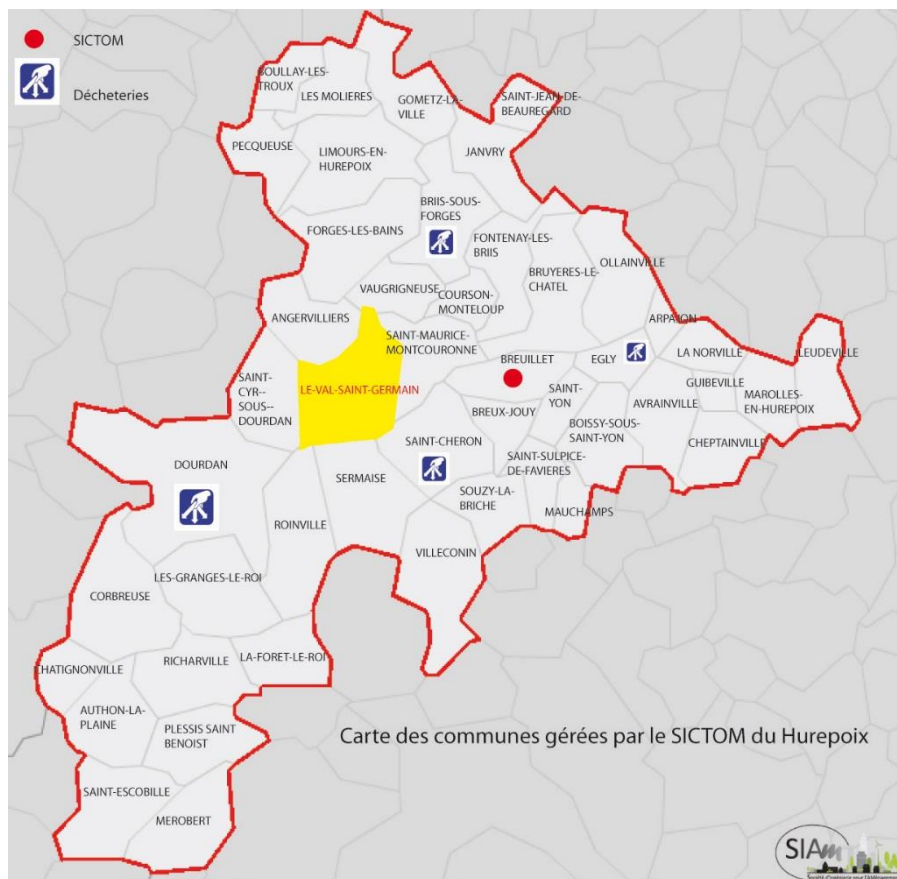 SICTOM
Décheteries
BOULLAY-LES-
TROUX
LES MOLIERES
GOMETZ-LA-
VILLE
SAINT-JEAN-DE-
BEAUREGARD
PECQUEUSE
LIMOURS-EN-
HUREPOIX
JANVRY
BRIIS-SOUS-
FORGES
FORGES-LES-BAINS
FONTENAY-LES-
BRIIS
BRUYERES-LE-
CHATEL
OLLAINVILLE
VAUGRIGNEUSE
COURSON-
MONTELOUP
ANGERVILLIERS
SAINT-MAURICE-
MONTCOURONNE
ARPAJON
BREUILLET
EGLY
LA NORVILLE
LEUDEVILLE
SAINT-
CYR--
SOUS--
DOURDAN
LE-VAL-SAINT-GERMAIN
SAINT-
YON
GUIBEVILLE
MAROLLES-
EN-HUREPOIX
AVRAINVILLE
BREUX-JOUY
BOISSY-SOUS-
SAINT-YON
CHEPTAINVILLE
SAINT-CHERON
SAINT-SULPICE-
DE-FAVIERES
DOURDAN
SERMAISE
SOUZY-LA-
BRICHE
MAUCHAMPS
ROINVILLE
VILLECONIN
LES-GRANGES-LE-ROI
CORBREUSE
CHATIGNONVILLE
RICHARVILLE
LA-FORET-LE-ROI
AUTHON-LA-
PLAINE
PLESSIS SAINT
BENOIST
Carte des communes gérées par le SICTOM du Hurepoix
SAINT-ESCOBILLE
MEROBERT
SIAm